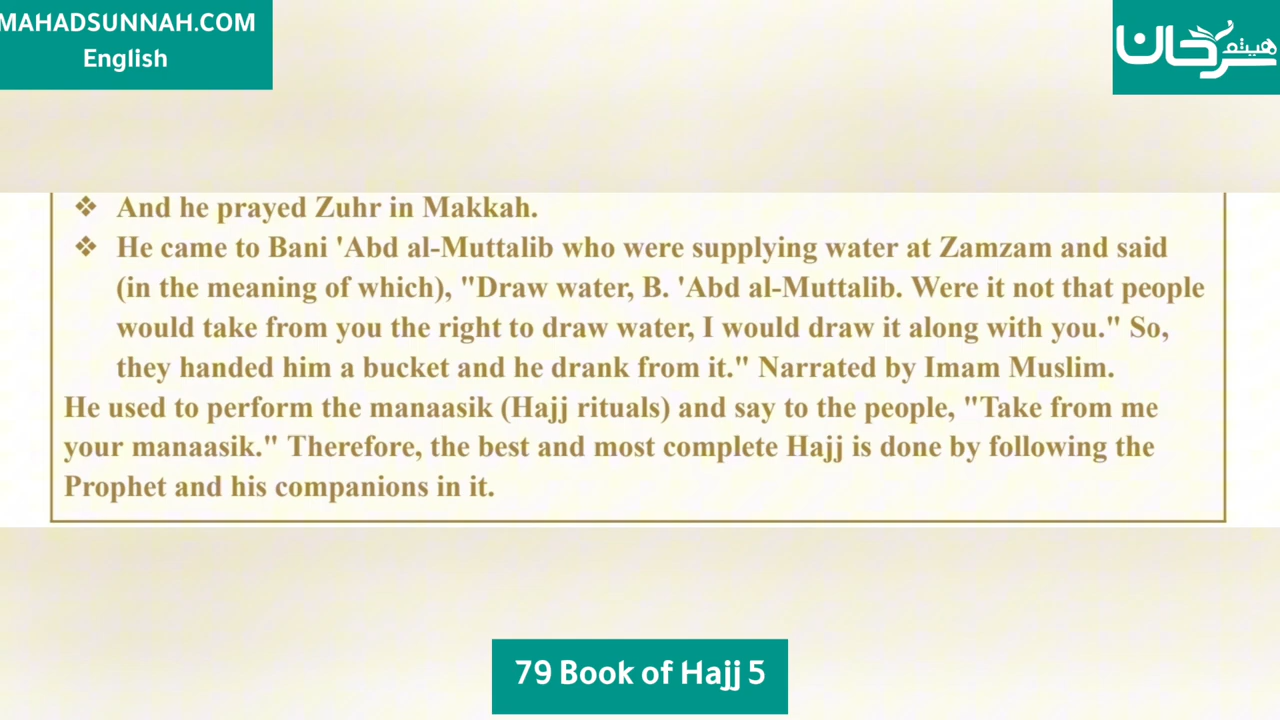 MAHADSUNNAH.COM
English
هيثم
سرحان
❖ And he prayed Zuhr in Makkah.
❖ He came to Bani 'Abd al-Muttalib who were supplying water at Zamzam and said
(in the meaning of which), "Draw water, B. 'Abd al-Muttalib. Were it not that people
would take from you the right to draw water, I would draw it along with you." So,
they handed him a bucket and he drank from it." Narrated by Imam Muslim.
He used to perform the manaasik (Hajj rituals) and say to the people, "Take from me
your manaasik." Therefore, the best and most complete Hajj is done by following the
Prophet and his companions in it.
79 Book of Hajj 5